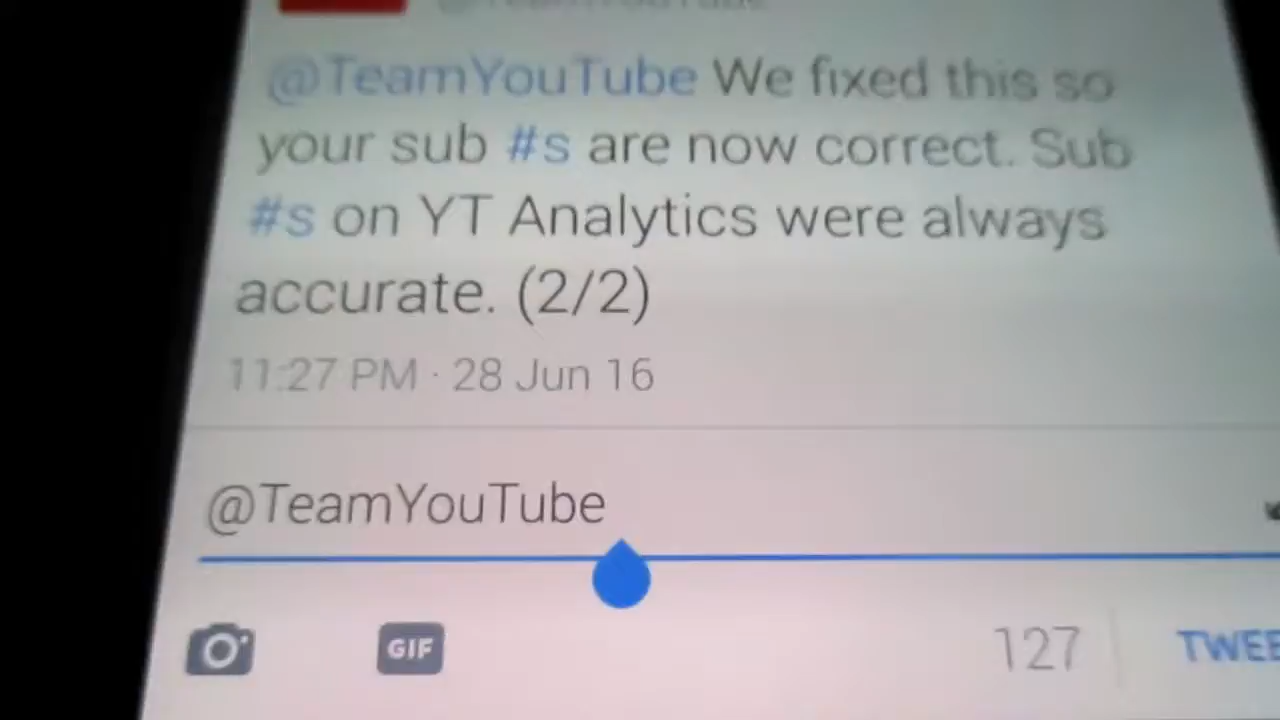 @TeamYouTube We fixed this so
your sub #s are now correct. Sub
#s on YT Analytics were always
accurate. (2/2)
11:27 PM · 28 Jun 16
@TeamYouTube
GIF
127
TWEE